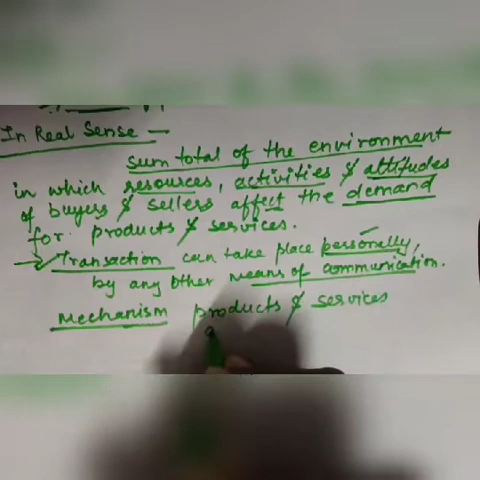 In Real Sense —
Sum total of the environment
in which resources, activities & attitudes
of buyers & sellers affect the demand
for products & services.
→ Transaction can take place personally,
by any other means of communication.
Mechanism products & services